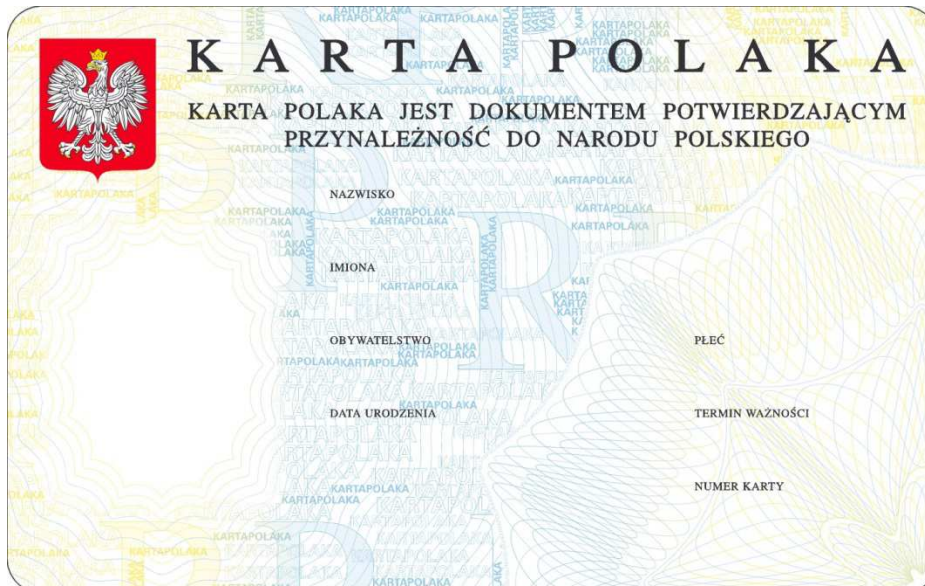 KARTA POLAKA
KARTA POLAKA JEST DOKUMENTEM POTWIERDZAJĄCYM
PRZYNALEŻNOŚĆ DO NARODU POLSKIEGO
NAZWISKO
IMIONA
OBYWATELSTWO
PŁEĆ
DATA URODZENIA
TERMIN WAŻNOŚCI
NUMER KARTY